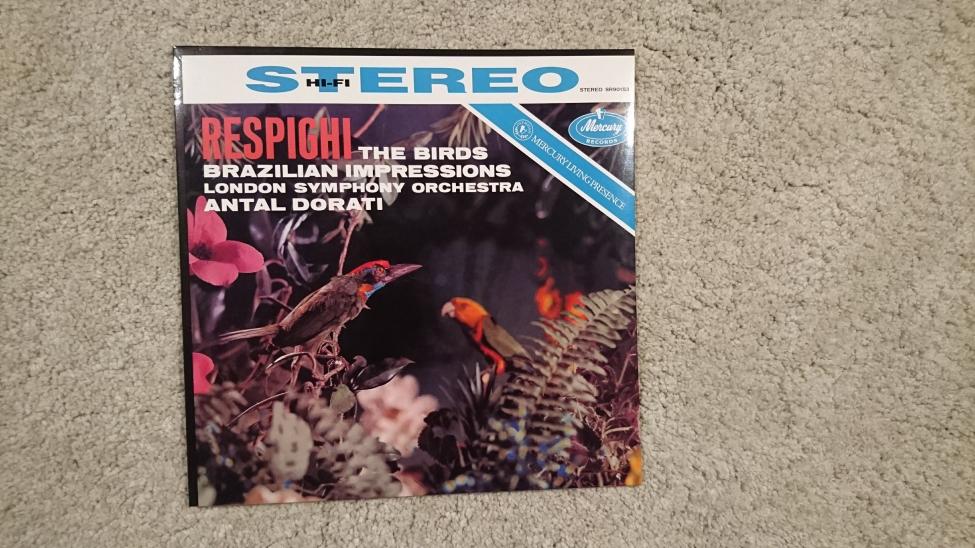 STEREO
HI-FI
STEREO SR90153
RESPIGHI THE BIRDS
BRAZILIAN IMPRESSIONS
LONDON SYMPHONY ORCHESTRA
ANTAL DORATI
MERCURY LIVING PRESENCE
Mercury
RECORDS